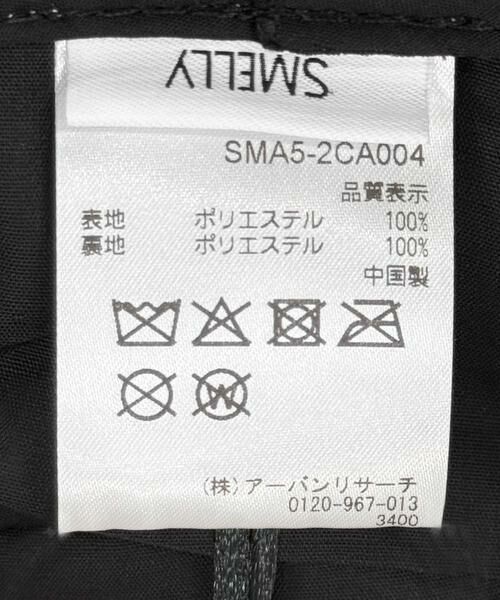 SMELLY
SMA5-2CA004
品質表示
表地 ポリエステル 100%
裏地 ポリエステル 100%
中国製
W
(株) アーバンリサーチ
0120-967-013
3400